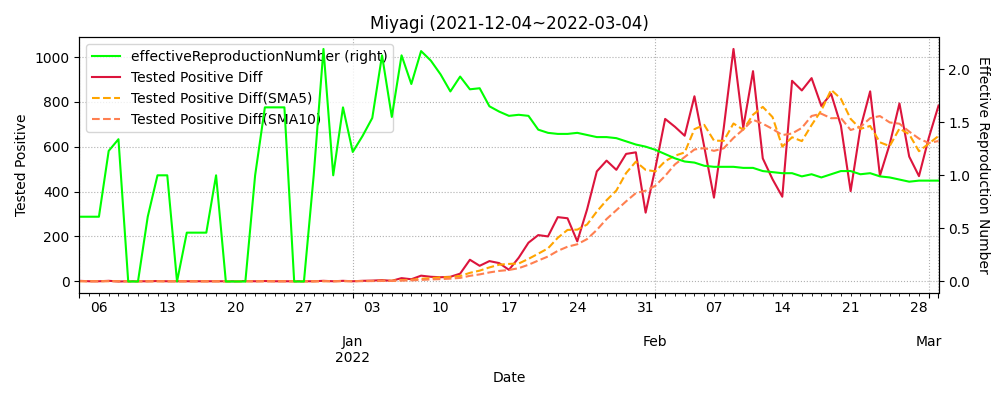 Miyagi (2021-12-04~2022-03-04)
effectiveReproductionNumber (right)
Tested Positive Diff
Tested Positive Diff(SMA5)
Tested Positive Diff(SMA10)
Tested Positive
1000
800
600
400
200
0
Effective Reproduction Number
2.0
1.5
1.0
0.5
0.0
06 13 20 27 03 10 17 24 31 07 14 21 28
Jan Feb Mar
2022
Date